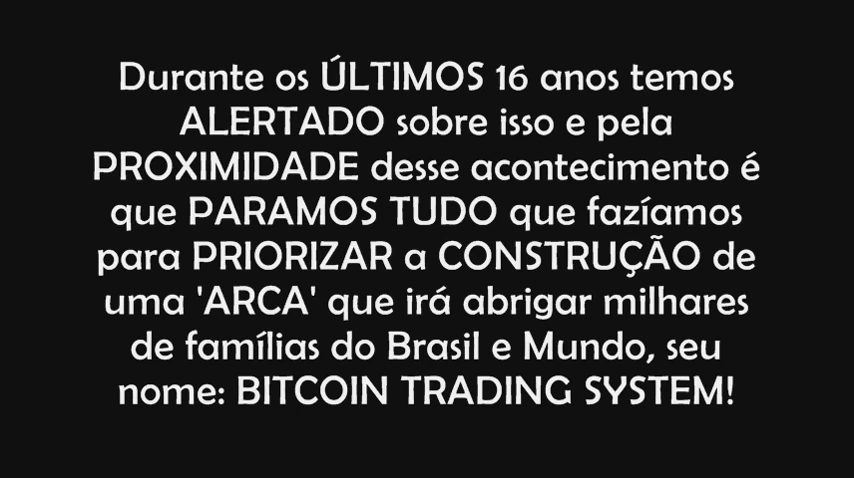 Durante os ÚLTIMOS 16 anos temos
ALERTADO sobre isso e pela
PROXIMIDADE desse acontecimento é
que PARAMOS TUDO que fazíamos
para PRIORIZAR a CONSTRUÇÃO de
uma 'ARCA' que irá abrigar milhares
de famílias do Brasil e Mundo, seu
nome: BITCOIN TRADING SYSTEM!